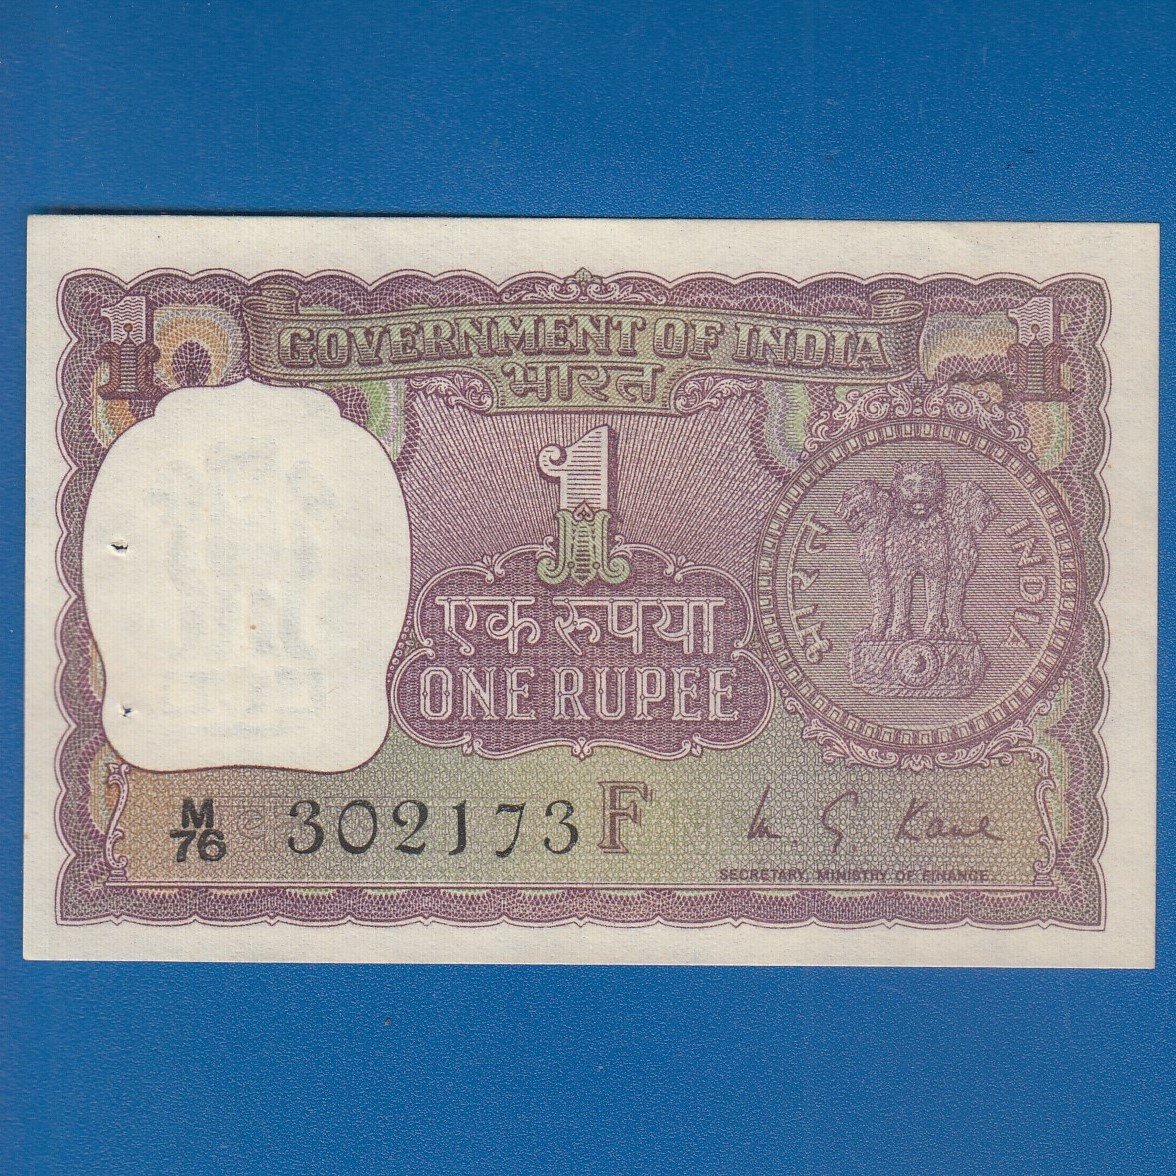 1 GOVERNMENT OF INDIA 1
भारत
1
भारत INDIA
एक रुपया
ONE RUPEE
M
76 302173 F
M. G. Kaul
SECRETARY, MINISTRY OF FINANCE.